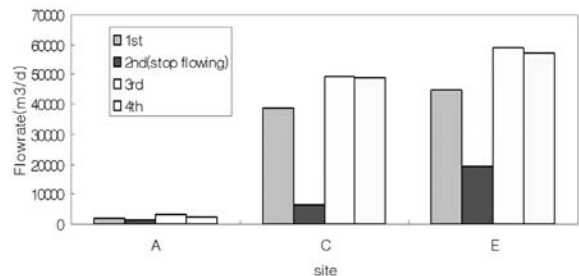 70000
60000
50000
40000
30000
20000
10000
0
Flowrate(m3/d)
1st
2nd(stop flowing)
3rd
4th
A
C
E
site